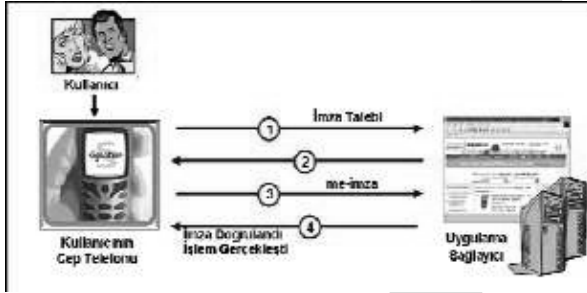 Kullanıcı
1
İmza Talebi
2
3
me-imza
4
İmza Doğrulandı
İşlem Gerçekleşti
Kullanıcının
Cep Telefonu
Uygulama
Sağlayıcı